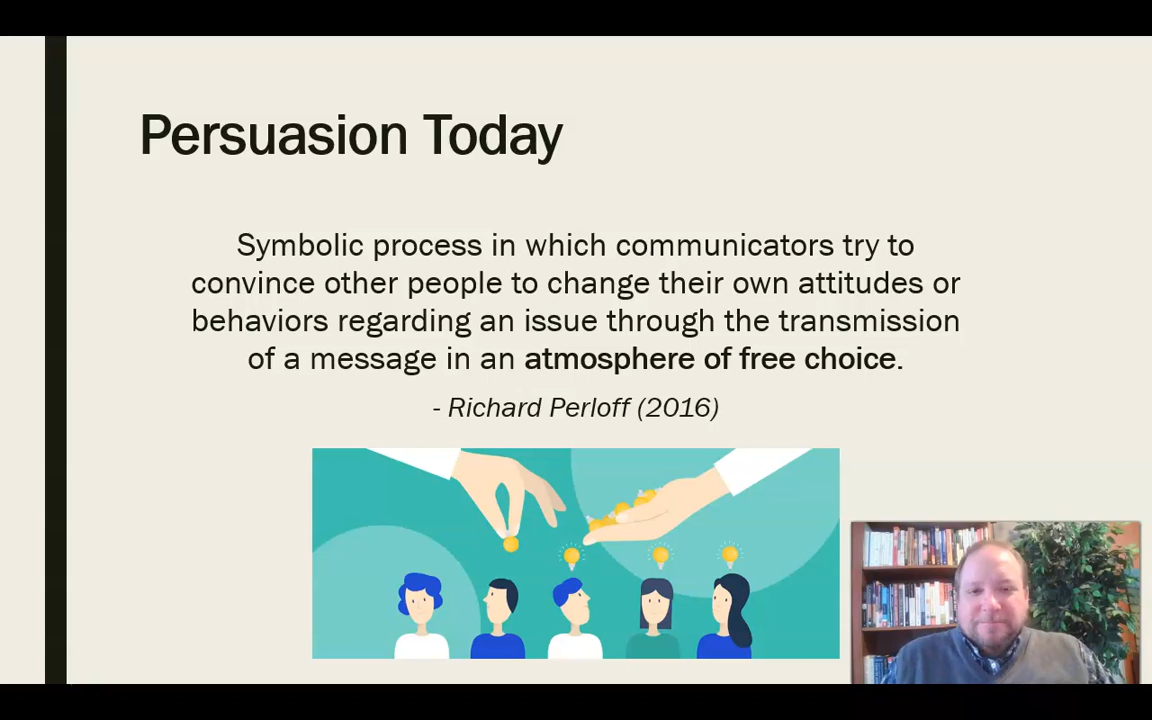 Persuasion Today
Symbolic process in which communicators try to
convince other people to change their own attitudes or
behaviors regarding an issue through the transmission
of a message in an atmosphere of free choice.
- Richard Perloff (2016)